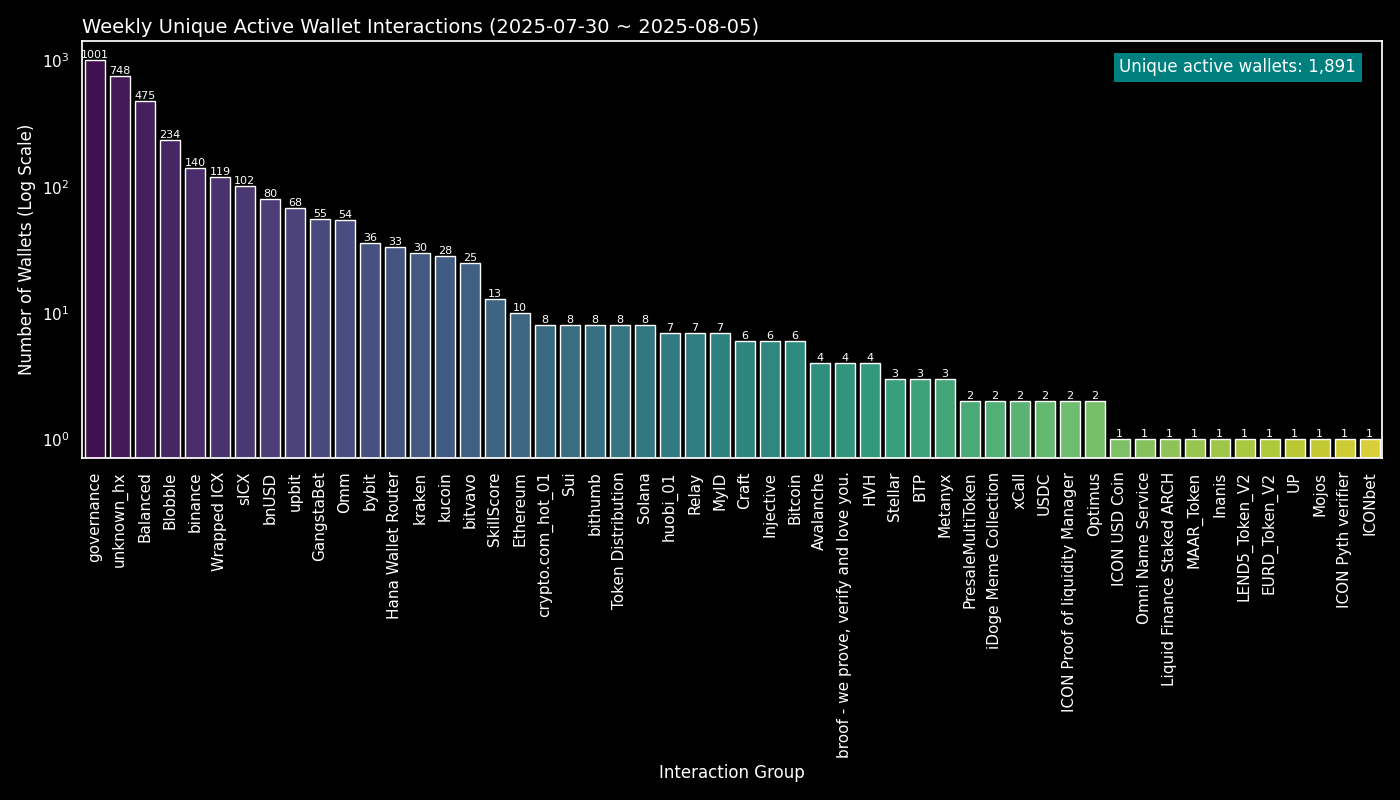 Weekly Unique Active Wallet Interactions (2025-07-30 ~ 2025-08-05)
Unique active wallets: 1,891
Number of Wallets (Log Scale)
10³
10²
10¹
10⁰
1001
748
475
234
140
119
102
80
68
55
54
36
33
30
28
25
13
10
8
8
8
8
8
7
7
7
6
6
6
4
4
4
3
3
3
2
2
2
2
2
2
1
1
1
1
1
1
1
1
1
1
1
governance
unknown_hx
Balanced
Blobble
binance
Wrapped ICX
sICX
bnUSD
upbit
GangstaBet
Omm
bybit
Hana Wallet Router
kraken
kucoin
bitvavo
SkillScore
Ethereum
crypto.com_hot_01
Sui
bithumb
Token Distribution
Solana
huobi_01
Relay
MyID
Craft
Injective
Bitcoin
Avalanche
broof - we prove, verify and love you.
HVH
Stellar
BTP
Metanyx
PresaleMultiToken
iDoge Meme Collection
xCall
USDC
ICON Proof of liquidity Manager
Optimus
ICON USD Coin
Omni Name Service
Liquid Finance Staked ARCH
MAAR_Token
Inanis
LEND5_Token_V2
EURD_Token_V2
UP
Mojos
ICON Pyth verifier
ICONbet
Interaction Group